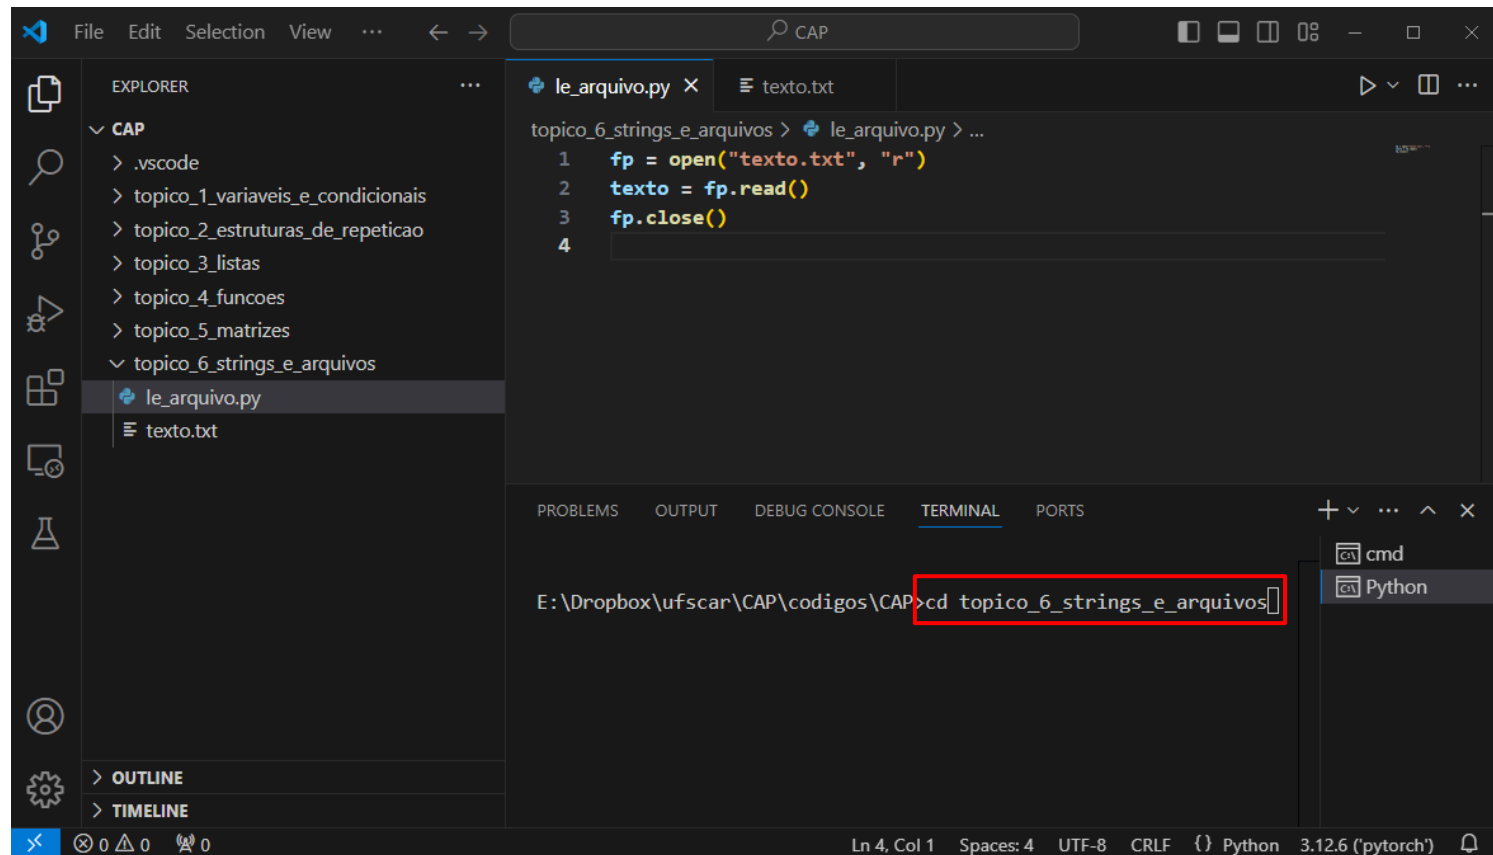 File Edit Selection View ··· ← → CAP
EXPLORER ···
CAP
.vscode
topico_1_variaveis_e_condicionais
topico_2_estruturas_de_repeticao
topico_3_listas
topico_4_funcoes
topico_5_matrizes
topico_6_strings_e_arquivos
le_arquivo.py
texto.txt
OUTLINE
TIMELINE
le_arquivo.py texto.txt
topico_6_strings_e_arquivos > le_arquivo.py > ...
1 fp = open("texto.txt", "r")
2 texto = fp.read()
3 fp.close()
4
PROBLEMS OUTPUT DEBUG CONSOLE TERMINAL PORTS
E:\Dropbox\ufscar\CAP\codigos\CAP>cd topico_6_strings_e_arquivos
cmd
Python
0 0 0 Ln 4, Col 1 Spaces: 4 UTF-8 CRLF {} Python 3.12.6 ('pytorch')